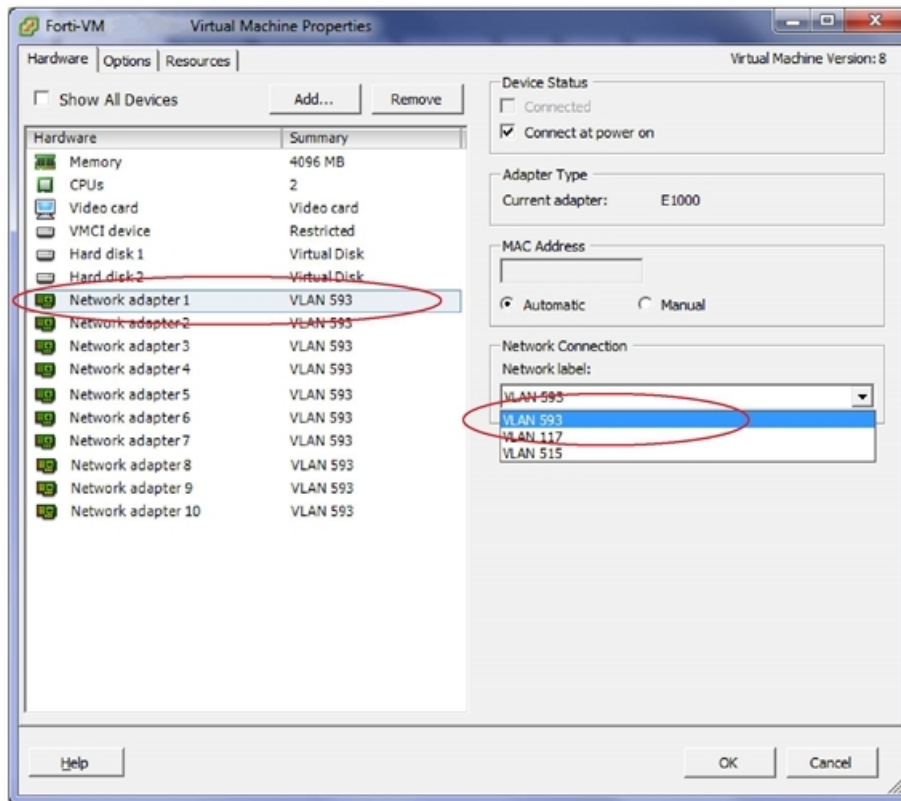 Forti-VM Virtual Machine Properties
Hardware Options Resources Virtual Machine Version: 8
Show All Devices Add... Remove
Hardware Summary
Memory 4096 MB
CPUs 2
Video card Video card
VMCI device Restricted
Hard disk 1 Virtual Disk
Hard disk 2 Virtual Disk
Network adapter 1 VLAN 593
Network adapter 2 VLAN 593
Network adapter 3 VLAN 593
Network adapter 4 VLAN 593
Network adapter 5 VLAN 593
Network adapter 6 VLAN 593
Network adapter 7 VLAN 593
Network adapter 8 VLAN 593
Network adapter 9 VLAN 593
Network adapter 10 VLAN 593
Device Status
Connected
Connect at power on
Adapter Type
Current adapter: E1000
MAC Address
Automatic Manual
Network Connection
Network label:
VLAN 593
VLAN 593
VLAN 117
VLAN 515
Help OK Cancel